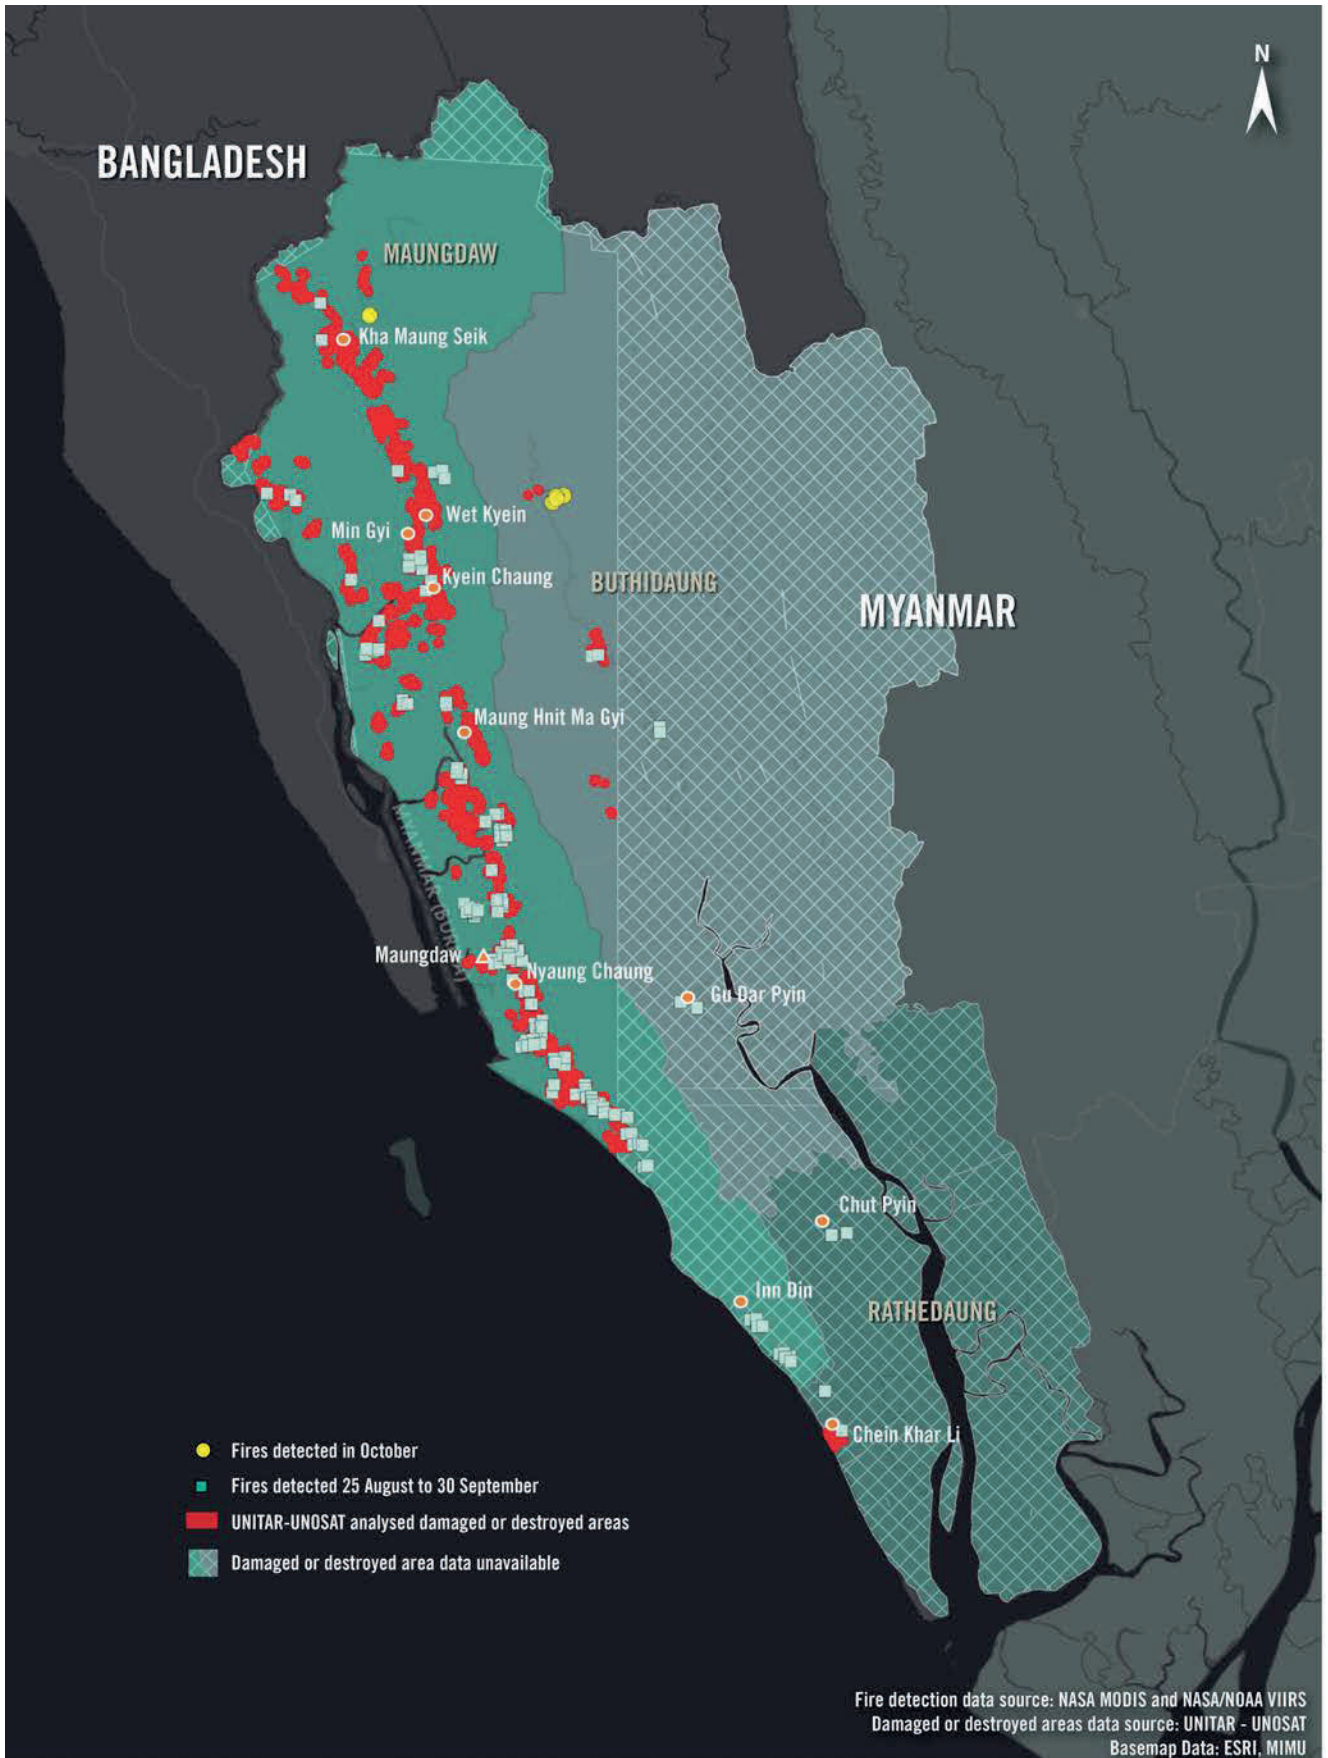 N
BANGLADESH
MAUNGDAW
Kha Maung Seik
Wet Kyein
Min Gyi
Kyein Chaung
BUTHIDAUNG
MYANMAR
Maung Hnit Ma Gyi
MYANMAR (BURMA)
Maungdaw
Nyaung Chaung
Gu Dar Pyin
Chut Pyin
Inn Din
RATHEDAUNG
Chein Khar Li
Fires detected in October
Fires detected 25 August to 30 September
UNITAR-UNOSAT analysed damaged or destroyed areas
Damaged or destroyed area data unavailable
Fire detection data source: NASA MODIS and NASA/NOAA VIIRS
Damaged or destroyed areas data source: UNITAR - UNOSAT
Basemap Data: ESRI, MIMU